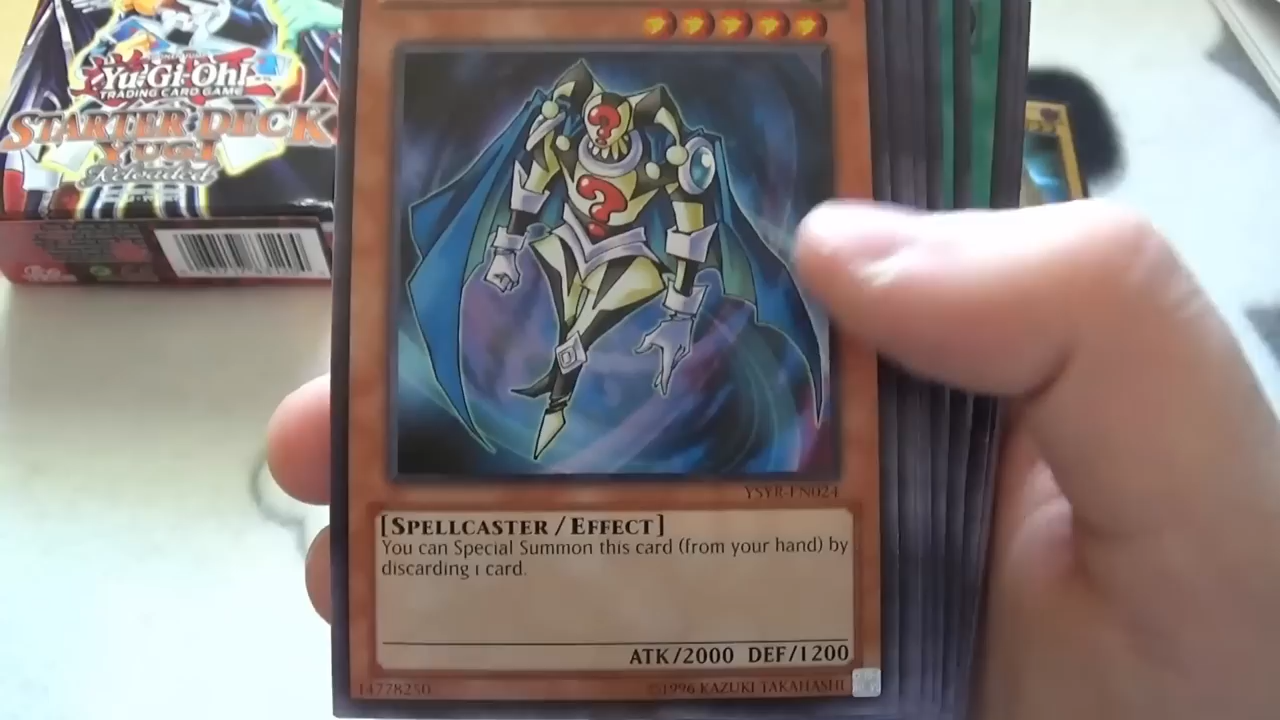 Yu-Gi-Oh!
TRADING CARD GAME
STARTER DECK
YUGI
Reloaded
?
?
YSYR-EN024
[SPELLCASTER / EFFECT]
You can Special Summon this card (from your hand) by
discarding 1 card.
ATK/2000 DEF/1200
14778250
©1996 KAZUKI TAKAHASHI